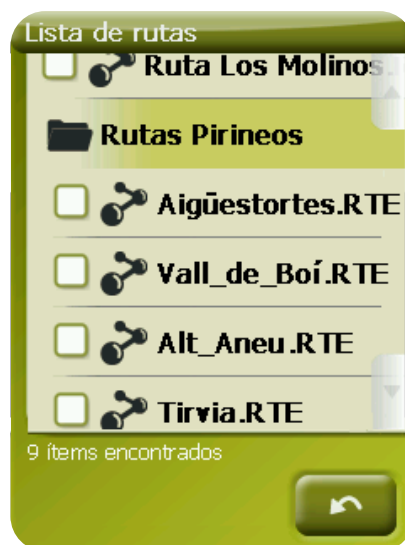 Lista de rutas
Ruta Los Molinos.
Rutas Pirineos
Aigüestortes.RTE
Vall_de_Boí.RTE
Alt_Aneu.RTE
Tirvia.RTE
9 ítems encontrados